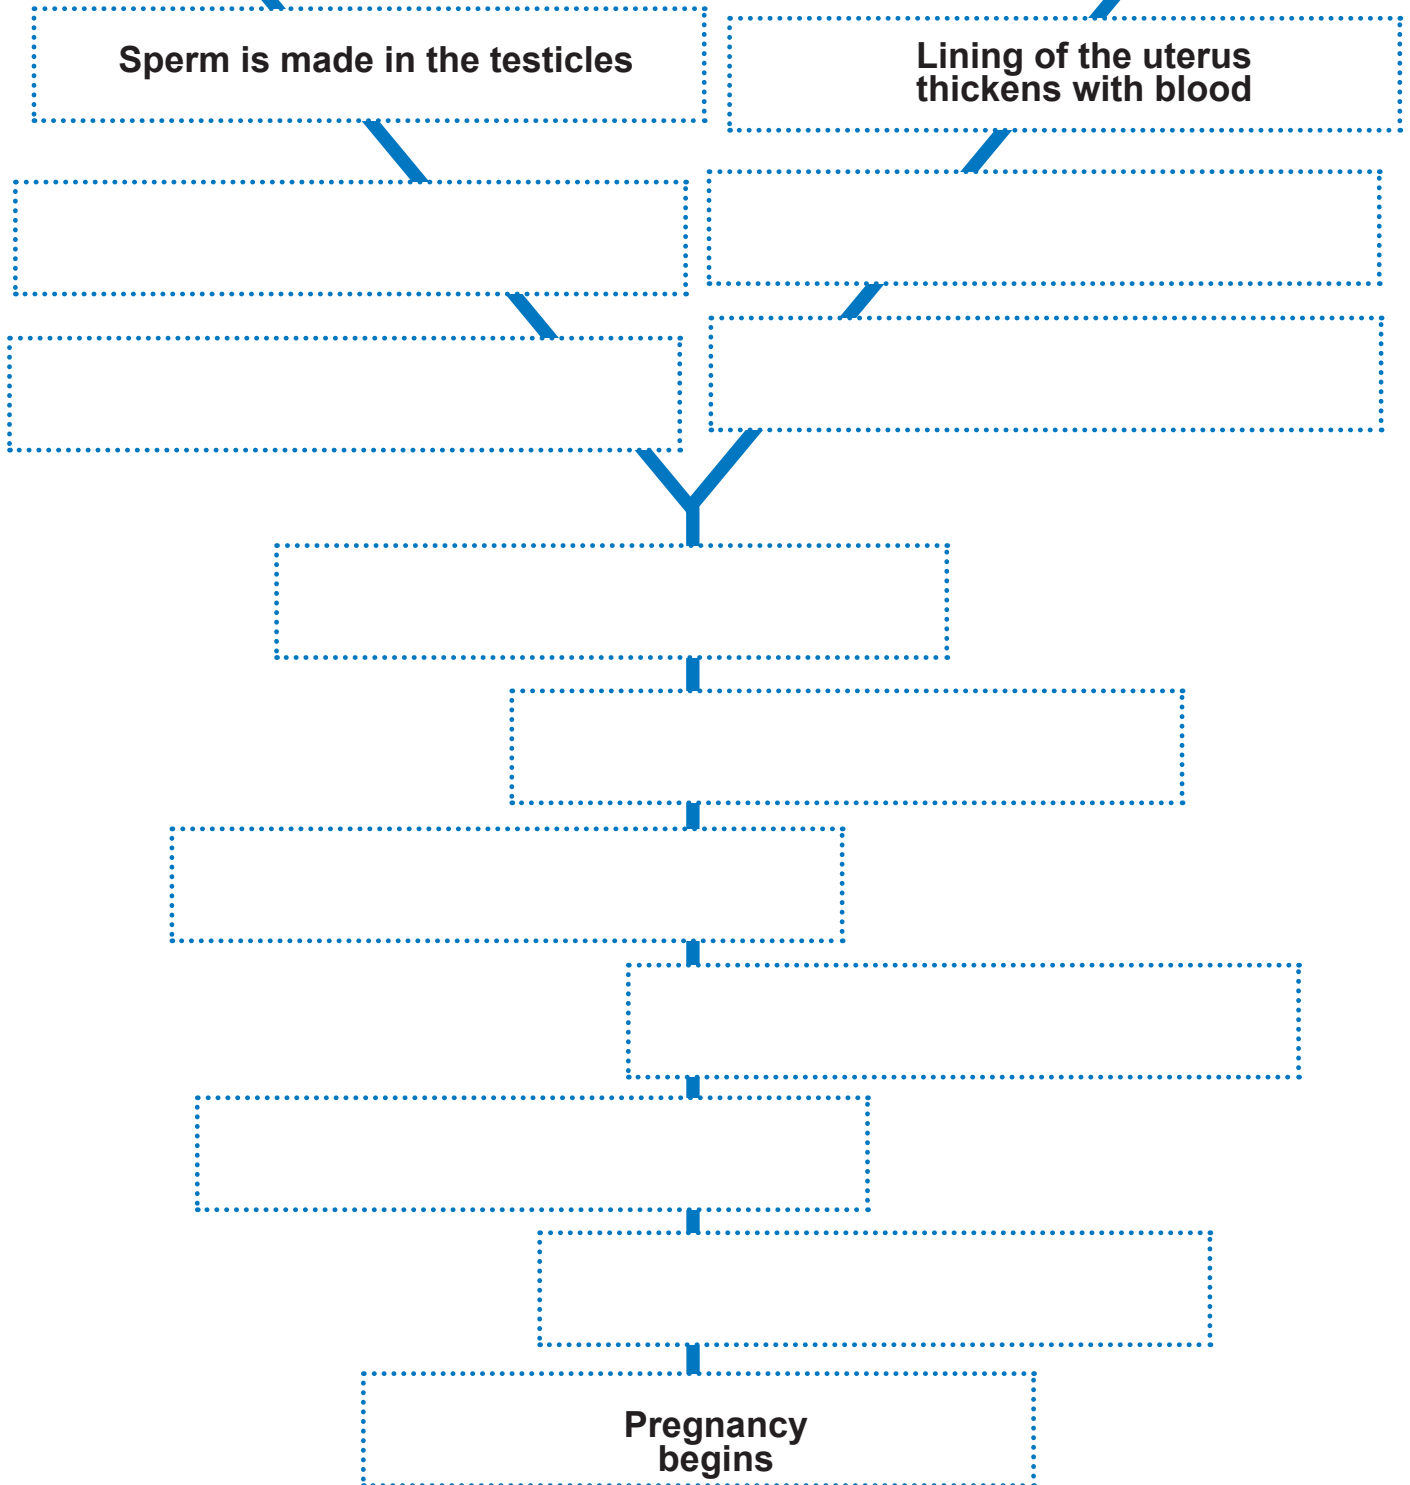 Sperm is made in the testicles
Lining of the uterus
thickens with blood
Pregnancy
begins